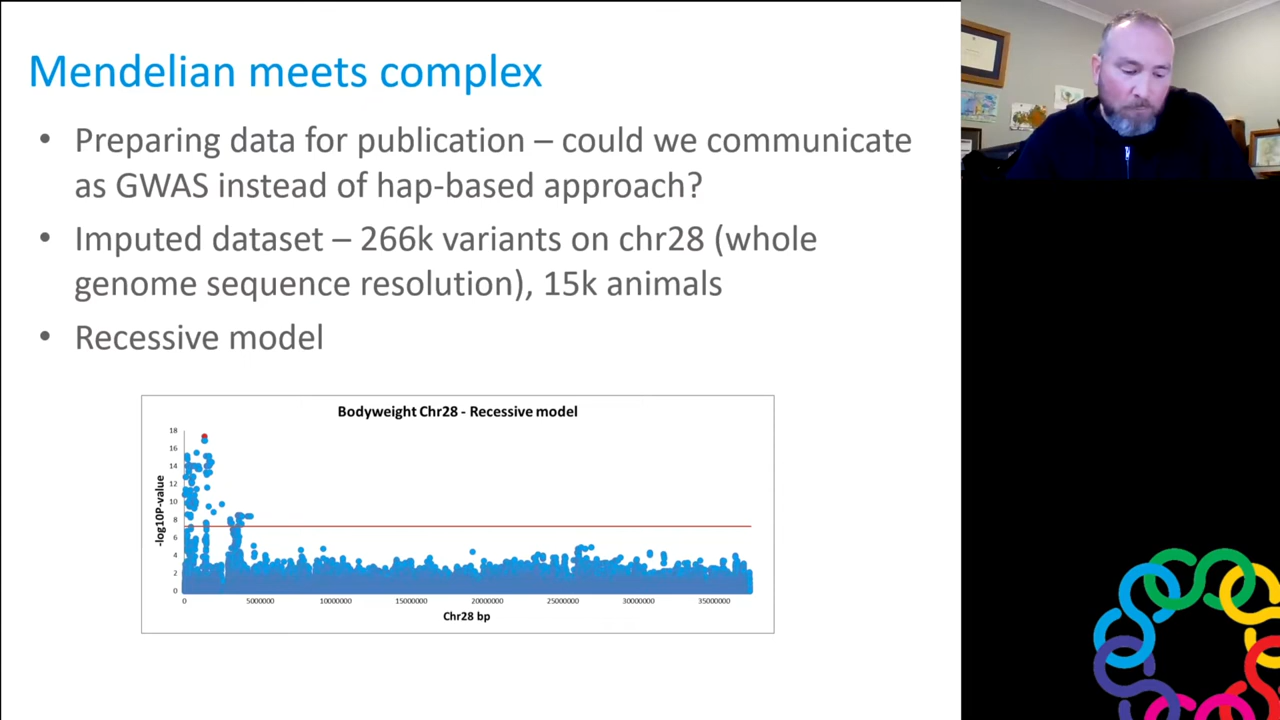 Mendelian meets complex
• Preparing data for publication – could we communicate
as GWAS instead of hap-based approach?
• Imputed dataset – 266k variants on chr28 (whole
genome sequence resolution), 15k animals
• Recessive model
Bodyweight Chr28 - Recessive model
-log10P-value
18
16
14
12
10
8
6
4
2
0
0 5000000 10000000 15000000 20000000 25000000 30000000 35000000
Chr28 bp